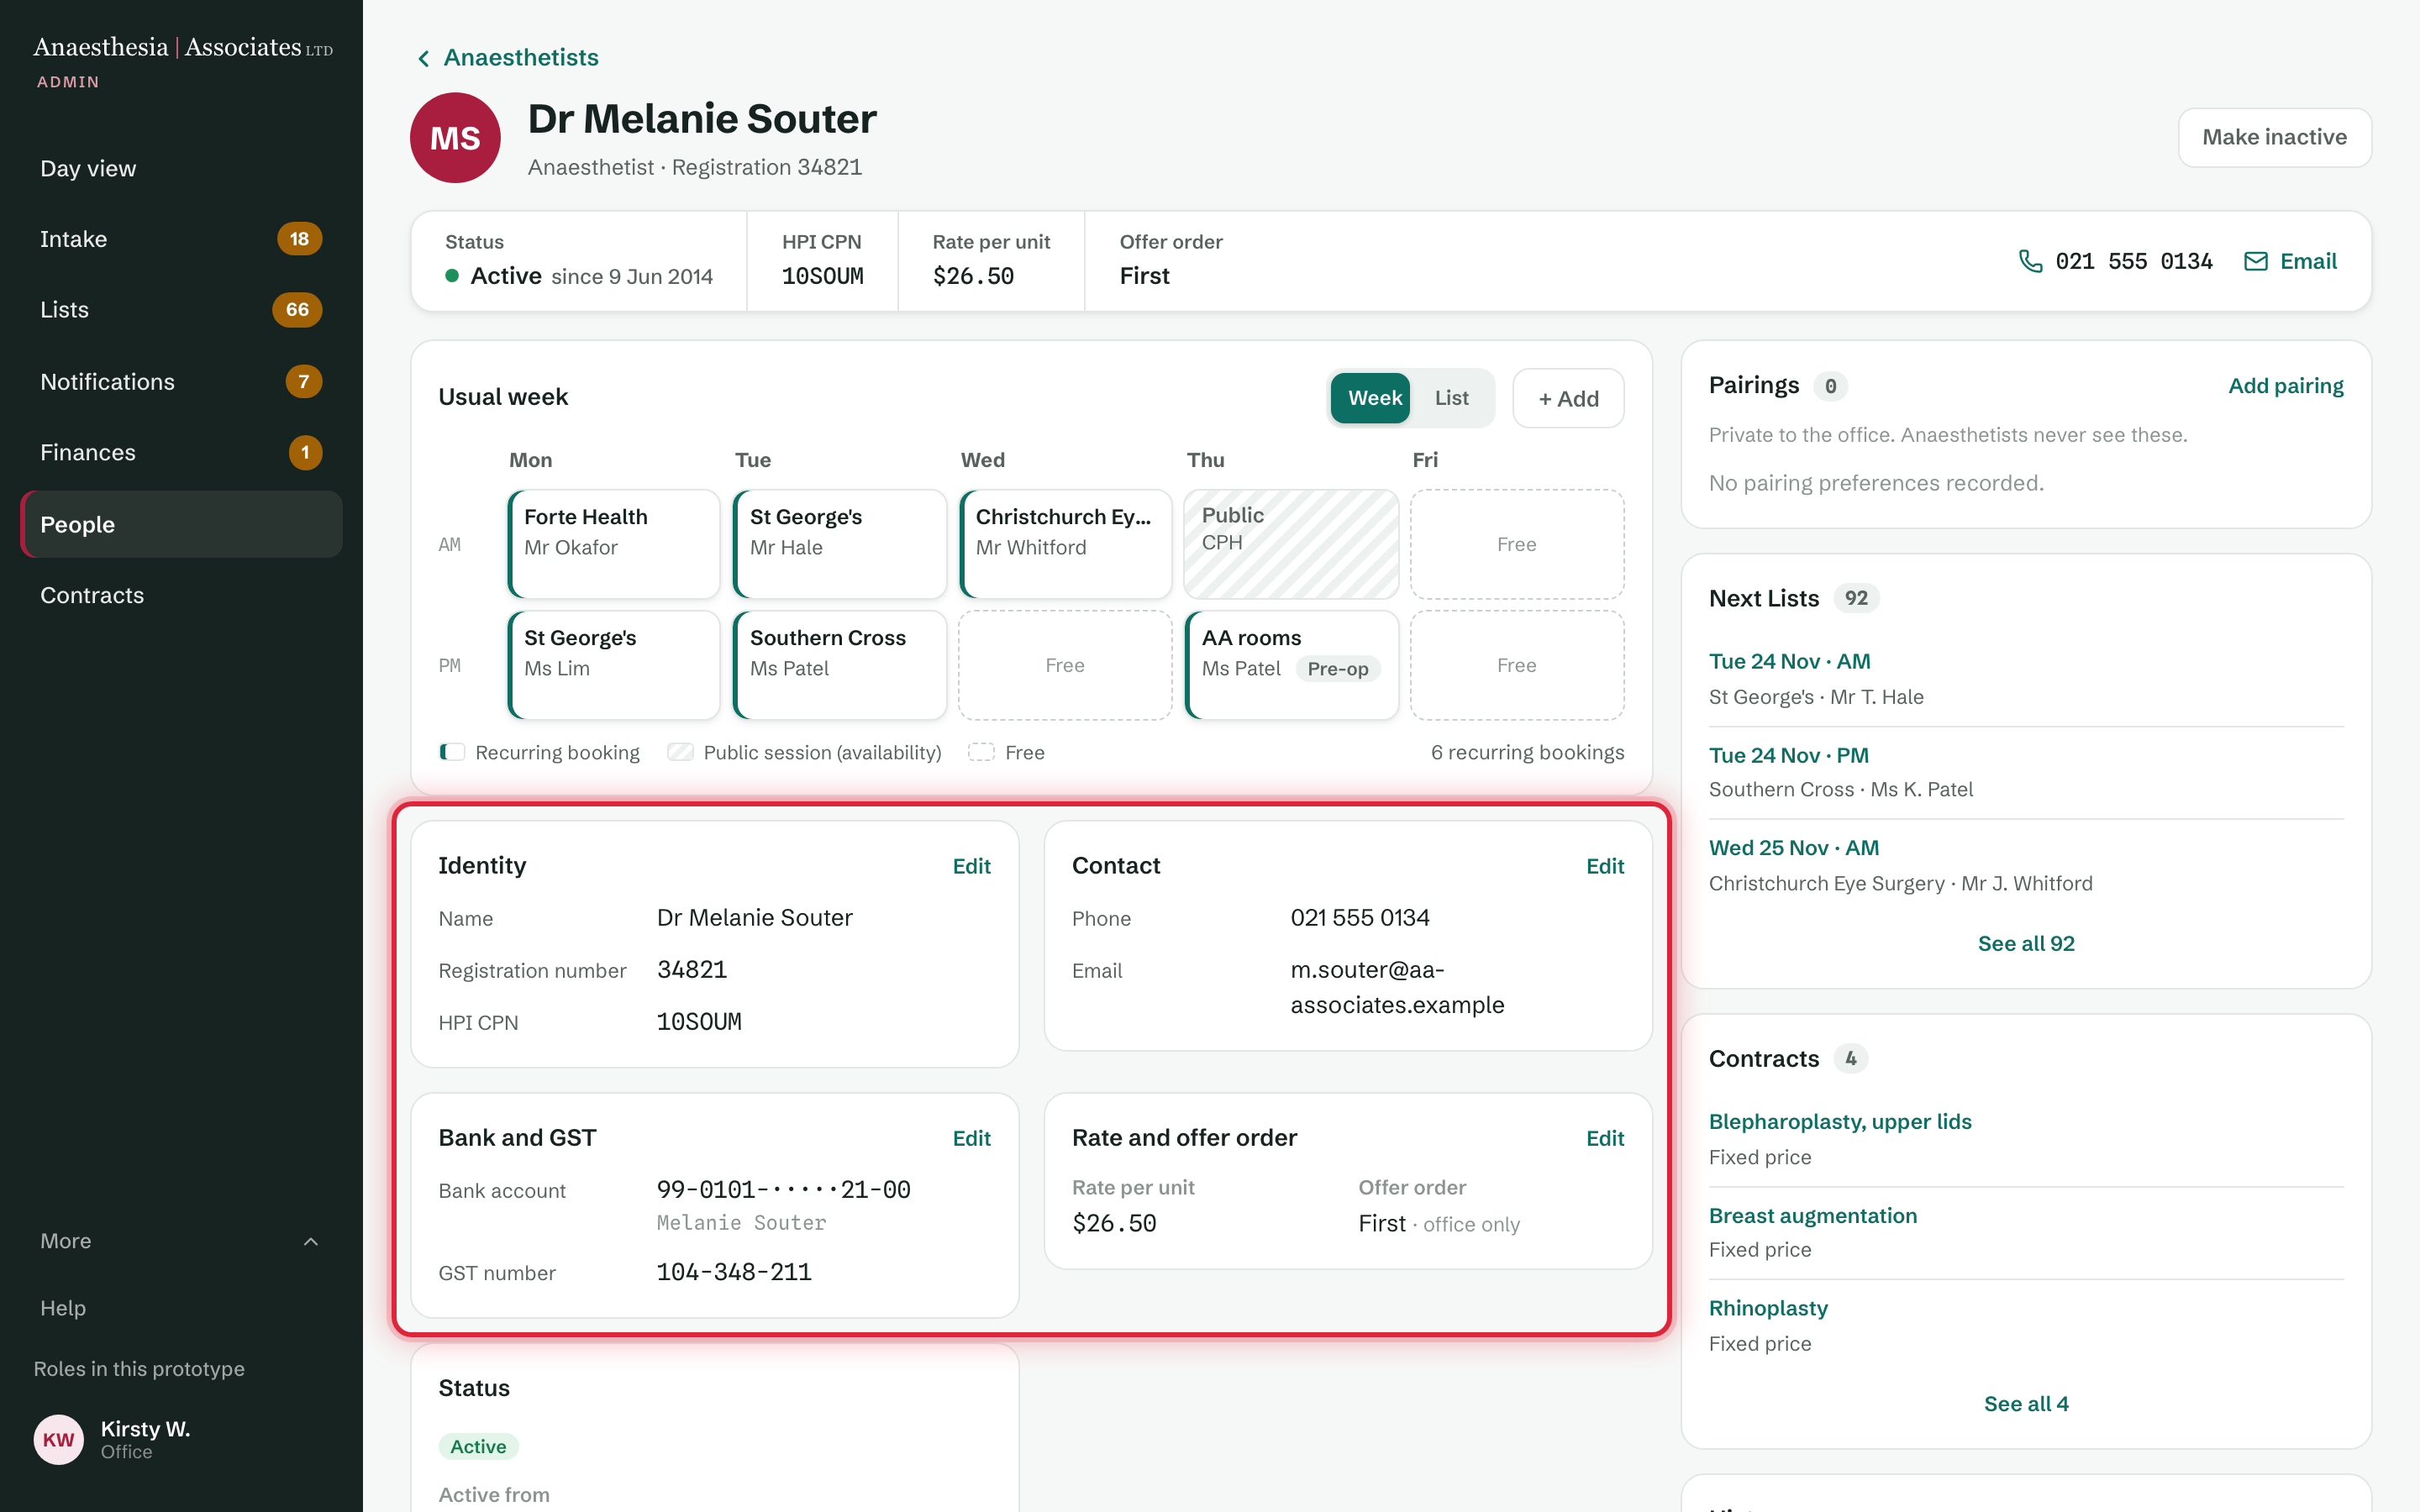 Anaesthesia | Associates LTD
ADMIN
Day view
Intake 18
Lists 66
Notifications 7
Finances 1
People
Contracts
More
Help
Roles in this prototype
KW
Kirsty W.
Office
Anaesthetists
MS
Dr Melanie Souter
Anaesthetist · Registration 34821
Make inactive
Status
Active since 9 Jun 2014
HPI CPN
10SOUM
Rate per unit
$26.50
Offer order
First
021 555 0134
Email
Usual week
Week List
+ Add
Mon Tue Wed Thu Fri
AM
Forte Health
Mr Okafor
St George's
Mr Hale
Christchurch Ey...
Mr Whitford
Public
CPH
Free
PM
St George's
Ms Lim
Southern Cross
Ms Patel
Free
AA rooms
Ms Patel Pre-op
Free
Recurring booking Public session (availability) Free
6 recurring bookings
Identity Edit
Name Dr Melanie Souter
Registration number 34821
HPI CPN 10SOUM
Contact Edit
Phone 021 555 0134
Email m.souter@aa-
associates.example
Bank and GST Edit
Bank account 99-0101-·····21-00
Melanie Souter
GST number 104-348-211
Rate and offer order Edit
Rate per unit
$26.50
Offer order
First · office only
Status
Active
Active from
Pairings 0 Add pairing
Private to the office. Anaesthetists never see these.
No pairing preferences recorded.
Next Lists 92
Tue 24 Nov · AM
St George's · Mr T. Hale
Tue 24 Nov · PM
Southern Cross · Ms K. Patel
Wed 25 Nov · AM
Christchurch Eye Surgery · Mr J. Whitford
See all 92
Contracts 4
Blepharoplasty, upper lids
Fixed price
Breast augmentation
Fixed price
Rhinoplasty
Fixed price
See all 4